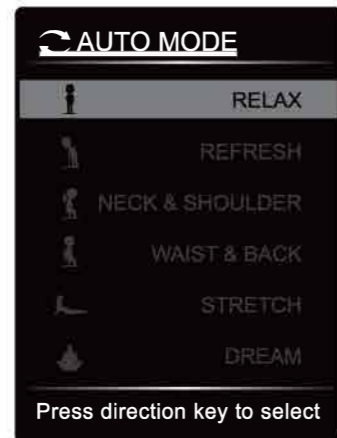 AUTO MODE
RELAX
REFRESH
NECK & SHOULDER
WAIST & BACK
STRETCH
DREAM
Press direction key to select